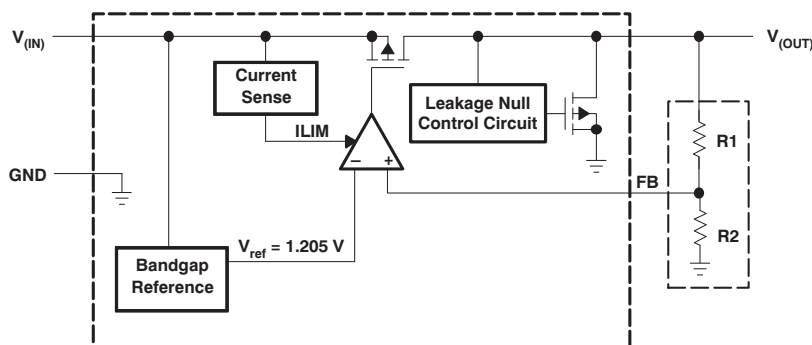 V(IN)
V(OUT)
Current
Sense
Leakage Null
Control Circuit
ILIM
R1
GND
– +
FB
R2
Vref = 1.205 V
Bandgap
Reference